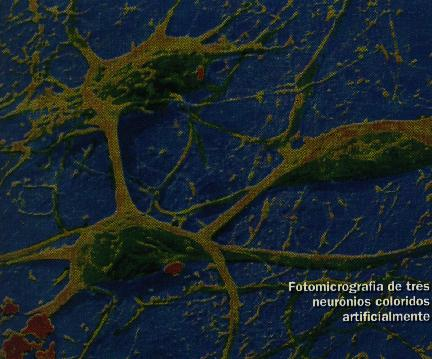 Fotomicrografia de três
neurônios coloridos
artificialmente